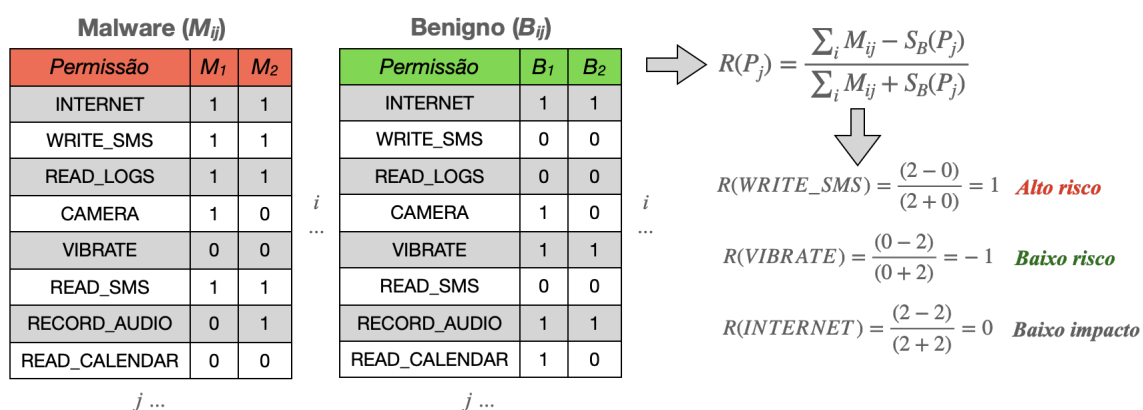 Malware (Mij)
Permissão M1 M2
INTERNET 1 1
WRITE_SMS 1 1
READ_LOGS 1 1
CAMERA 1 0
VIBRATE 0 0
READ_SMS 1 1
RECORD_AUDIO 0 1
READ_CALENDAR 0 0
i
...
j ...
Benigno (Bij)
Permissão B1 B2
INTERNET 1 1
WRITE_SMS 0 0
READ_LOGS 0 0
CAMERA 1 0
VIBRATE 1 1
READ_SMS 0 0
RECORD_AUDIO 1 1
READ_CALENDAR 1 0
i
...
j ...
R(Pj) = (∑i Mij − SB(Pj)) / (∑i Mij + SB(Pj))
R(WRITE_SMS) = (2 − 0) / (2 + 0) = 1 Alto risco
R(VIBRATE) = (0 − 2) / (0 + 2) = − 1 Baixo risco
R(INTERNET) = (2 − 2) / (2 + 2) = 0 Baixo impacto